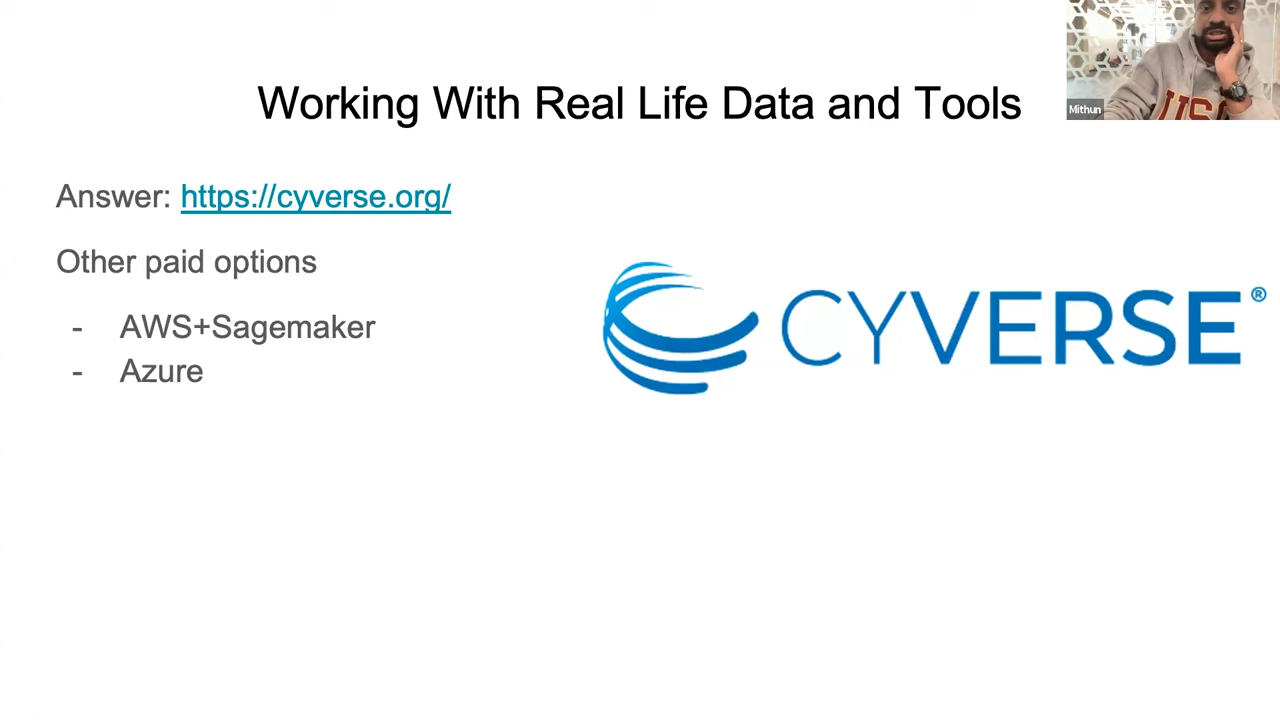 Working With Real Life Data and Tools
Mithun
USC
Answer: https://cyverse.org/
Other paid options
- AWS+Sagemaker
- Azure
CYVERSE®